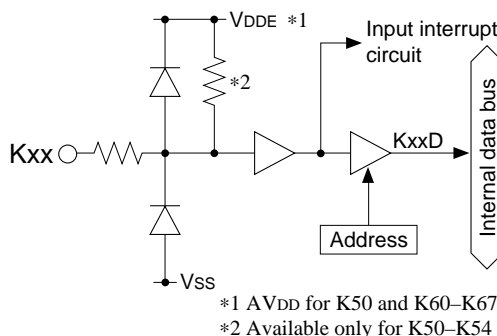 VDDE *1
Input interrupt
circuit
*2
Kxx
KxxD
Internal data bus
Address
VSS
*1 AVDD for K50 and K60–K67
*2 Available only for K50–K54